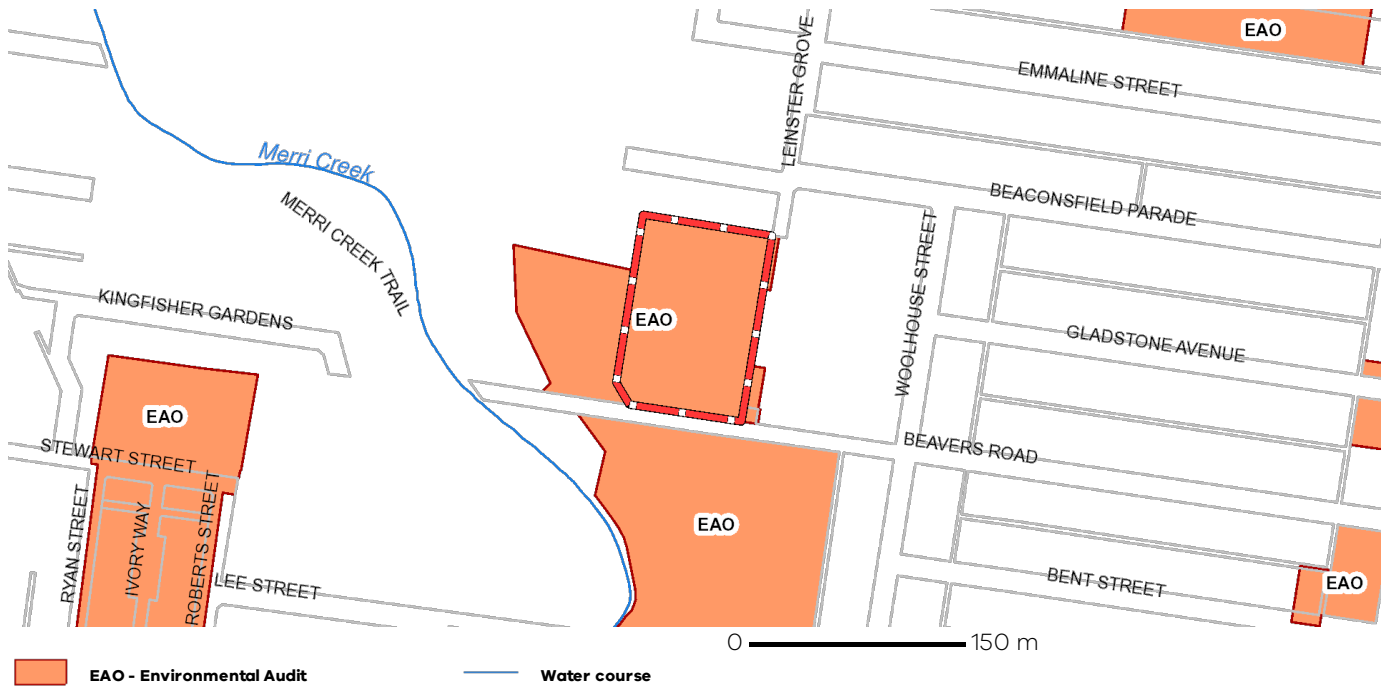 EAO
EMMALINE STREET
LEINSTER GROVE
Merri Creek
MERRI CREEK TRAIL
BEACONSFIELD PARADE
WOOLHOUSE STREET
KINGFISHER GARDENS
EAO
GLADSTONE AVENUE
EAO
STEWART STREET
BEAVERS ROAD
RYAN STREET
IVORY WAY
ROBERTS STREET
EAO
LEE STREET
BENT STREET
EAO
0 150 m
EAO - Environmental Audit
Water course